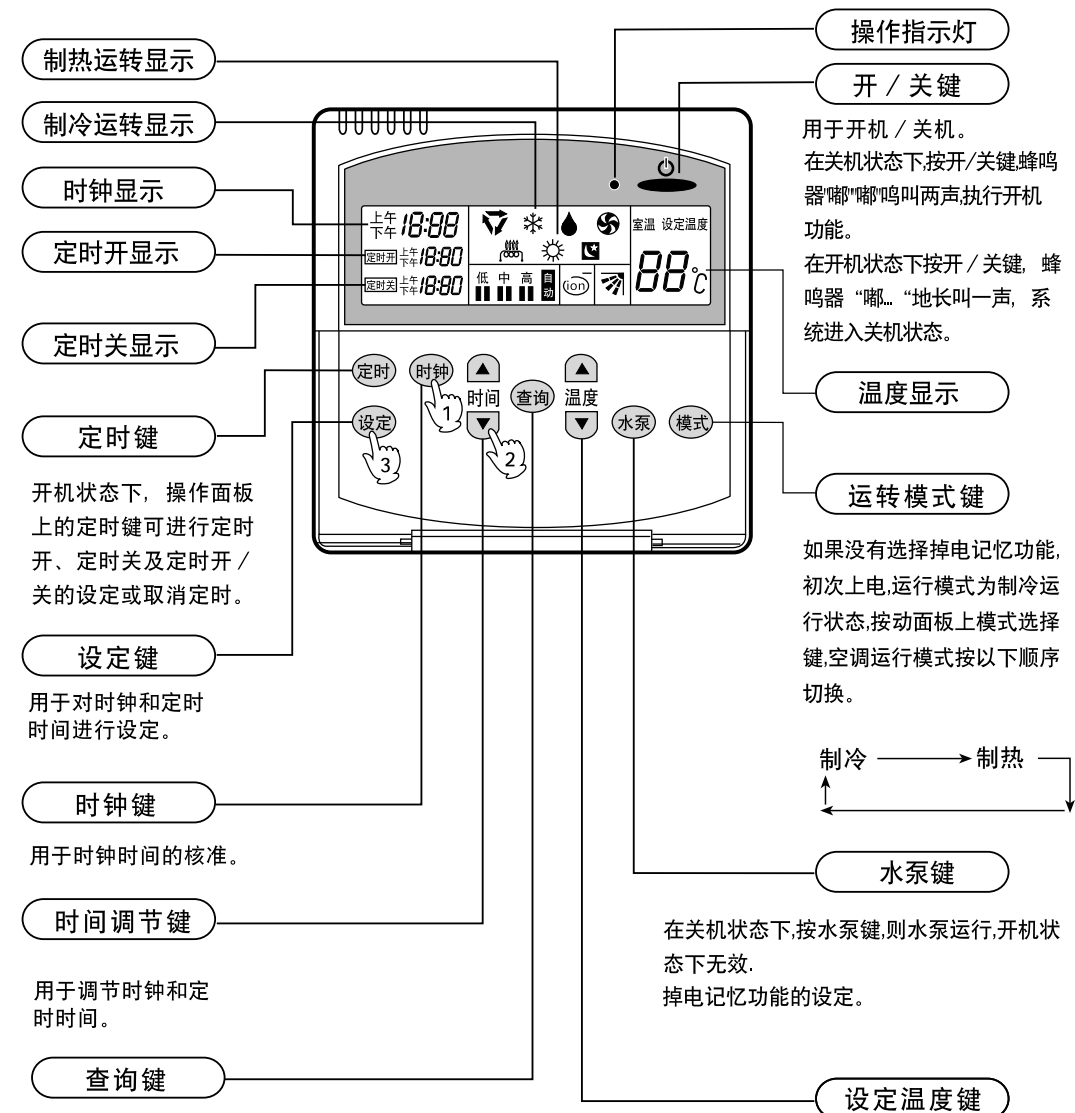 制热运转显示
制冷运转显示
时钟显示
定时开显示
定时关显示
定时键
开机状态下，操作面板
上的定时键可进行定时
开、定时关及定时开/
关的设定或取消定时。
设定键
用于对时钟和定时
时间进行设定。
时钟键
用于时钟时间的核准。
时间调节键
用于调节时钟和定
时时间。
查询键
上午
下午
18:88
定时开
上午
下午
18:80
定时关
上午
下午
18:80
低 中 高
自动
ion
室温 设定温度
88℃
定时
时钟
时间
查询
温度
设定
水泵
模式
1
2
3
操作指示灯
开/关键
用于开机/关机。
在关机状态下,按开/关键,蜂鸣
器"嘟"嘟"鸣叫两声,执行开机
功能。
在开机状态下按开/关键，蜂
鸣器“嘟...“地长叫一声，系
统进入关机状态。
温度显示
运转模式键
如果没有选择掉电记忆功能,
初次上电,运行模式为制冷运
行状态,按动面板上模式选择
键,空调运行模式按以下顺序
切换。
制冷 → 制热
水泵键
在关机状态下,按水泵键,则水泵运行,开机状
态下无效.
掉电记忆功能的设定。
设定温度键